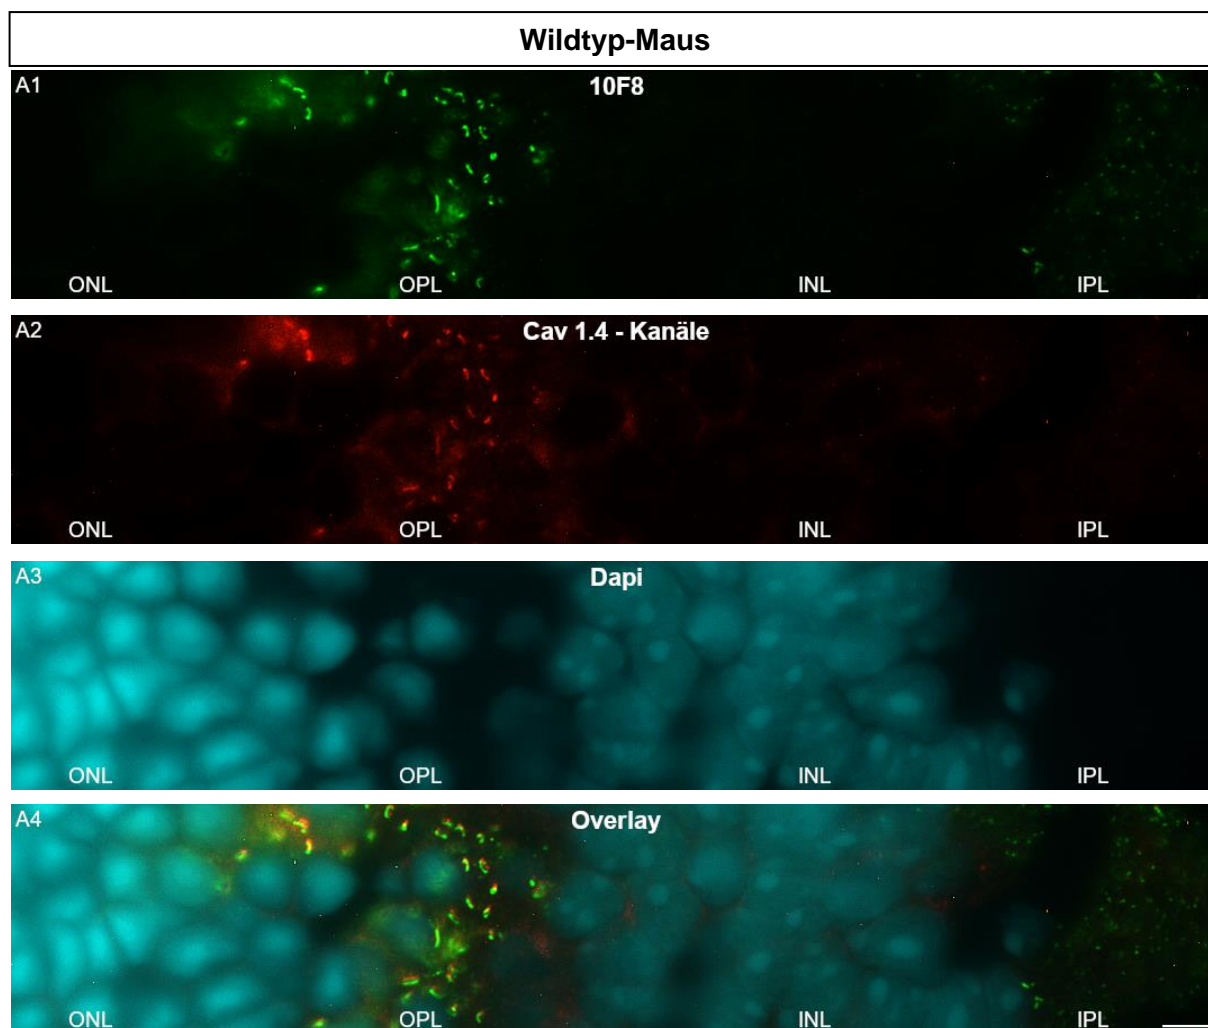 Wildtyp-Maus
A1
10F8
ONL
OPL
INL
IPL
A2
Cav 1.4 - Kanäle
ONL
OPL
INL
IPL
A3
Dapi
ONL
OPL
INL
IPL
A4
Overlay
ONL
OPL
INL
IPL